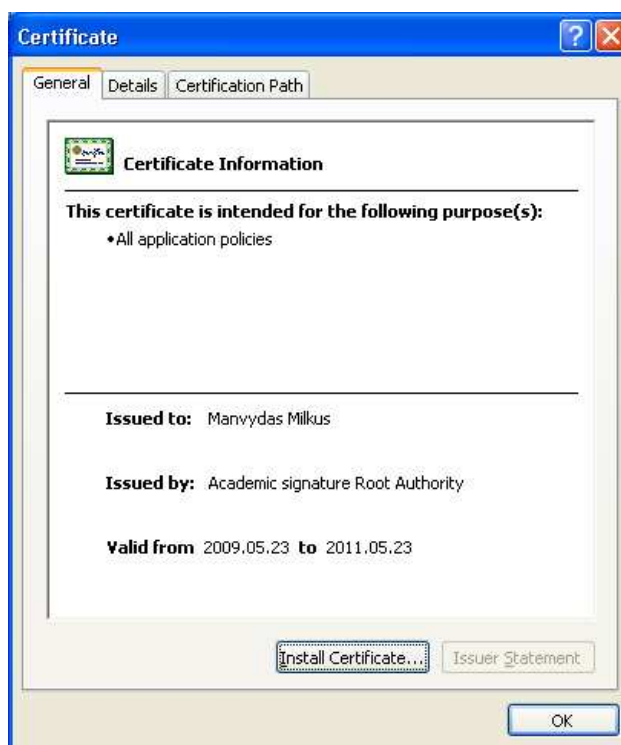 Certificate
General
Details
Certification Path
Certificate Information
This certificate is intended for the following purpose(s):
•All application policies
Issued to: Manvydas Milkus
Issued by: Academic signature Root Authority
Valid from 2009.05.23 to 2011.05.23
Install Certificate...
Issuer Statement
OK